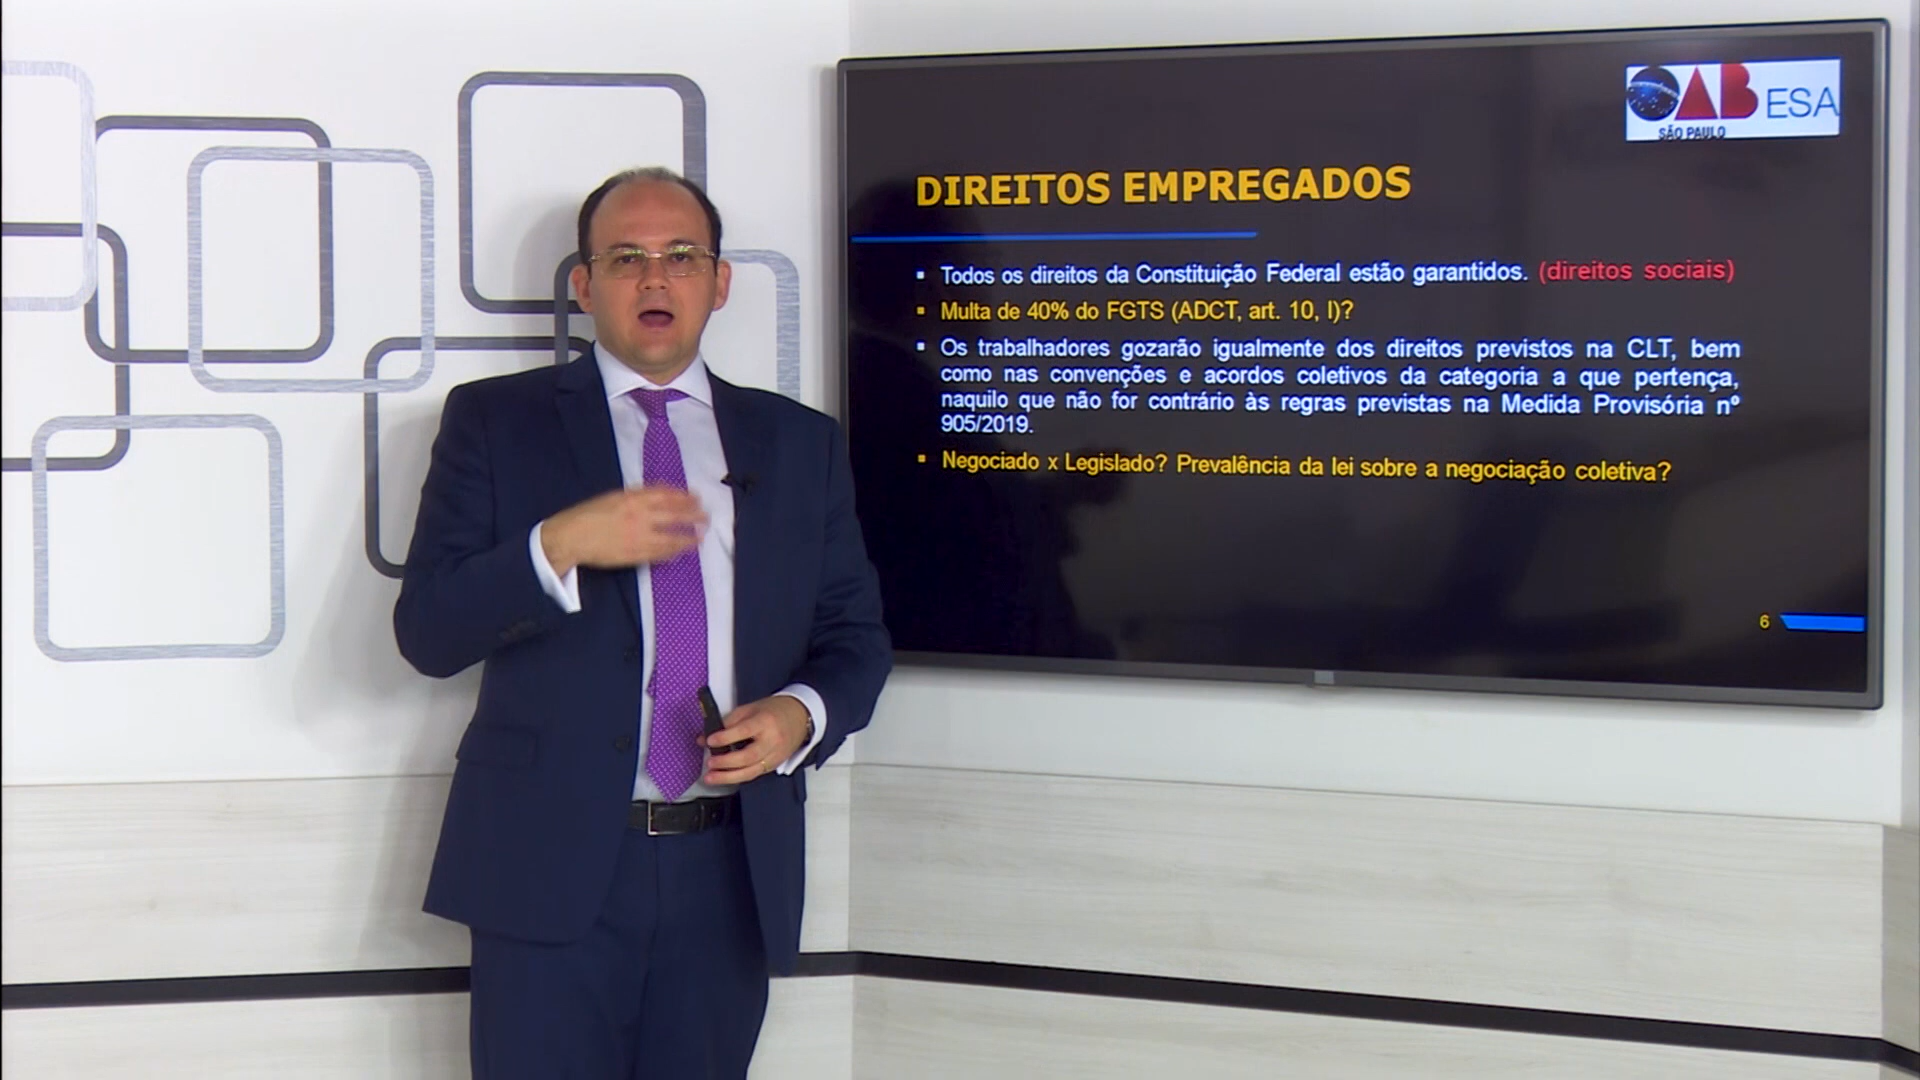 OAB ESA
SÃO PAULO
DIREITOS EMPREGADOS
▪ Todos os direitos da Constituição Federal estão garantidos. (direitos sociais)
▪ Multa de 40% do FGTS (ADCT, art. 10, I)?
▪ Os trabalhadores gozarão igualmente dos direitos previstos na CLT, bem
como nas convenções e acordos coletivos da categoria a que pertença,
naquilo que não for contrário às regras previstas na Medida Provisória nº
905/2019.
▪ Negociado x Legislado? Prevalência da lei sobre a negociação coletiva?
6